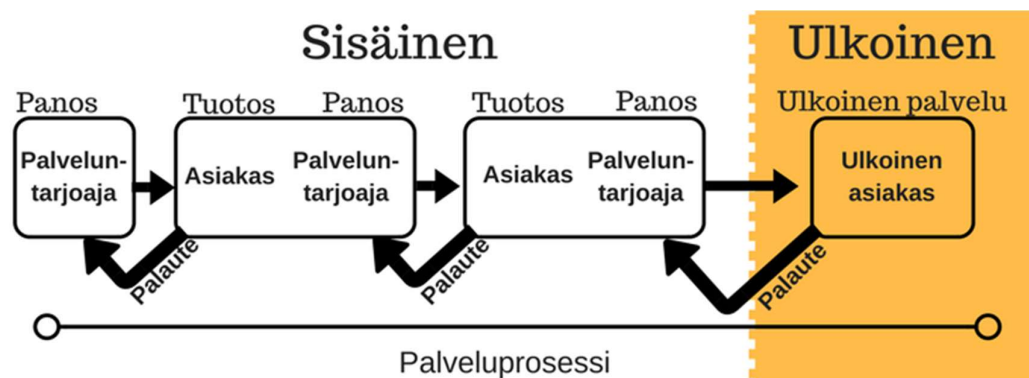 Sisäinen
Ulkoinen
Panos
Tuotos
Panos
Tuotos
Panos
Ulkoinen palvelu
Palvelun-
tarjoaja
Asiakas
Palvelun-
tarjoaja
Asiakas
Palvelun-
tarjoaja
Ulkoinen
asiakas
Palaute
Palaute
Palaute
Palveluprosessi